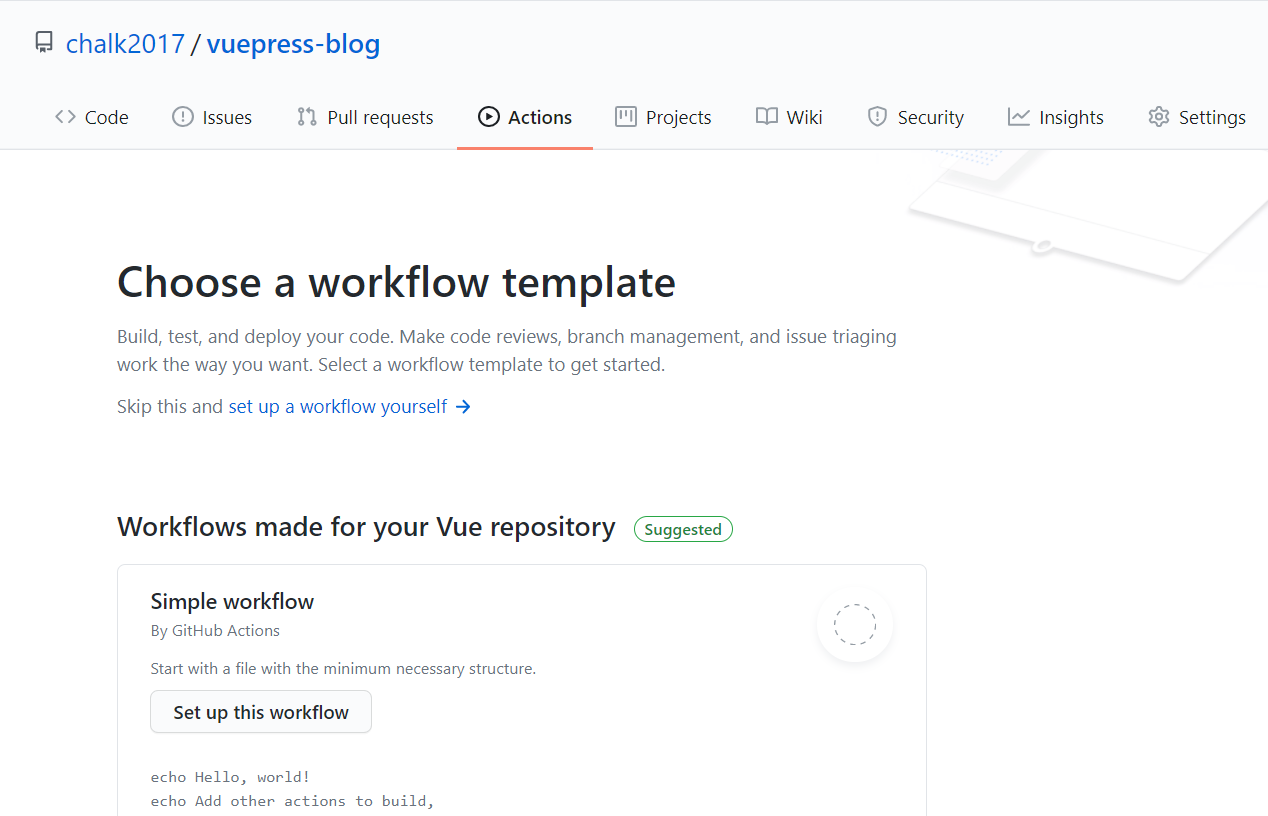 chalk2017 / vuepress-blog
Code Issues Pull requests Actions Projects Wiki Security Insights Settings
Choose a workflow template
Build, test, and deploy your code. Make code reviews, branch management, and issue triaging
work the way you want. Select a workflow template to get started.
Skip this and set up a workflow yourself →
Workflows made for your Vue repository Suggested
Simple workflow
By GitHub Actions
Start with a file with the minimum necessary structure.
Set up this workflow
echo Hello, world!
echo Add other actions to build,